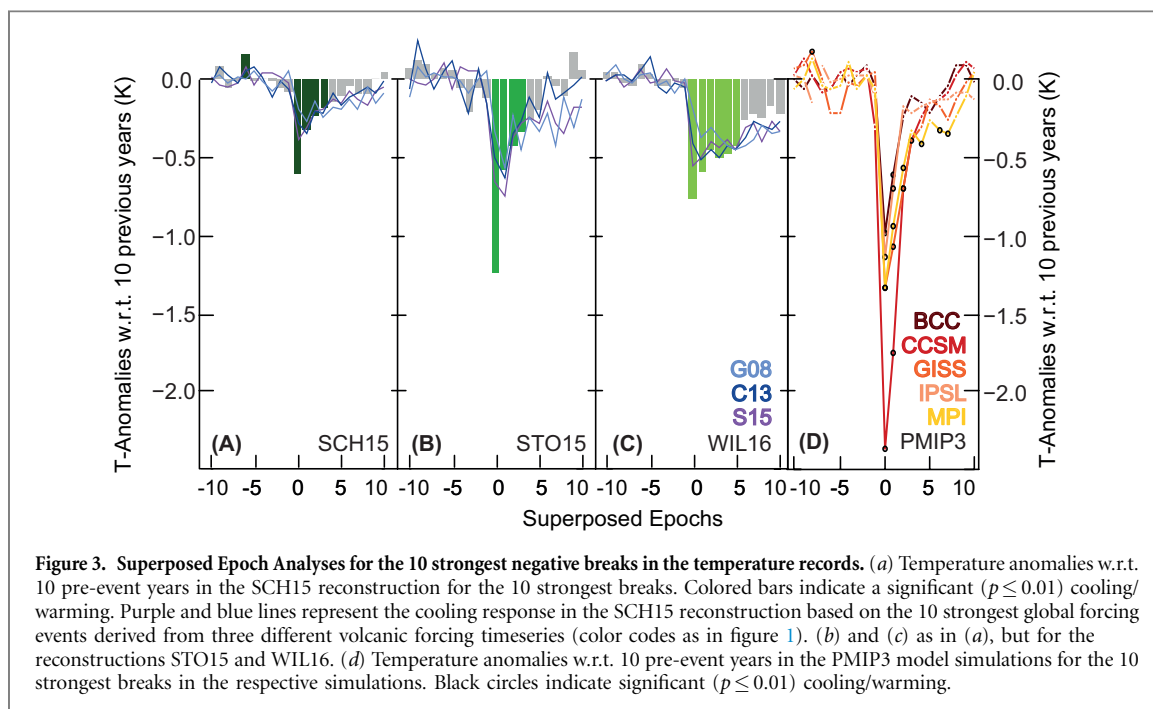 T-Anomalies w.r.t. 10 previous years (K)
0.0
−0.5
−1.0
−1.5
−2.0
(A) SCH15
-10 -5 0 5 10
(B) STO15
-10 -5 0 5 10
G08
C13
S15
(C) WIL16
-10 -5 0 5 10
BCC
CCSM
GISS
IPSL
MPI
(D) PMIP3
-10 -5 0 5 10
0.0
−0.5
−1.0
−1.5
−2.0
T-Anomalies w.r.t. 10 previous years (K)
Superposed Epochs
Figure 3. Superposed Epoch Analyses for the 10 strongest negative breaks in the temperature records. (a) Temperature anomalies w.r.t.
10 pre-event years in the SCH15 reconstruction for the 10 strongest breaks. Colored bars indicate a significant (p ≤ 0.01) cooling/
warming. Purple and blue lines represent the cooling response in the SCH15 reconstruction based on the 10 strongest global forcing
events derived from three different volcanic forcing timeseries (color codes as in figure 1). (b) and (c) as in (a), but for the
reconstructions STO15 and WIL16. (d) Temperature anomalies w.r.t. 10 pre-event years in the PMIP3 model simulations for the 10
strongest breaks in the respective simulations. Black circles indicate significant (p ≤ 0.01) cooling/warming.